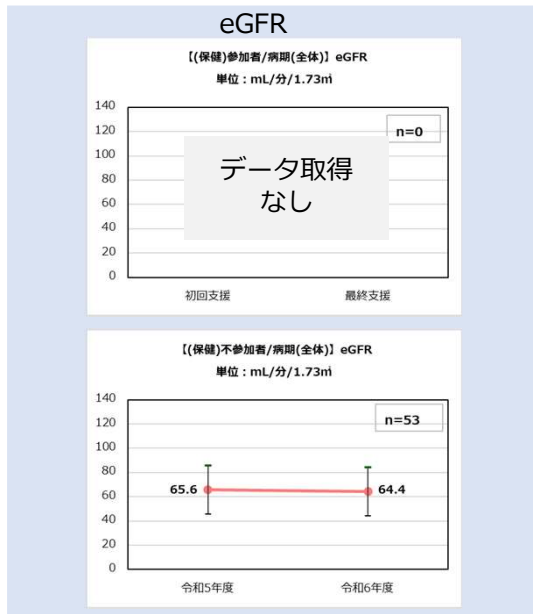 eGFR
【(保健)参加者/病期(全体)】eGFR
単位：mL/分/1.73㎡
140
120
100
80
60
40
20
0
n=0
データ取得
なし
初回支援
最終支援
【(保健)不参加者/病期(全体)】eGFR
単位：mL/分/1.73㎡
140
120
100
80
60
40
20
0
n=53
65.6
64.4
令和5年度
令和6年度